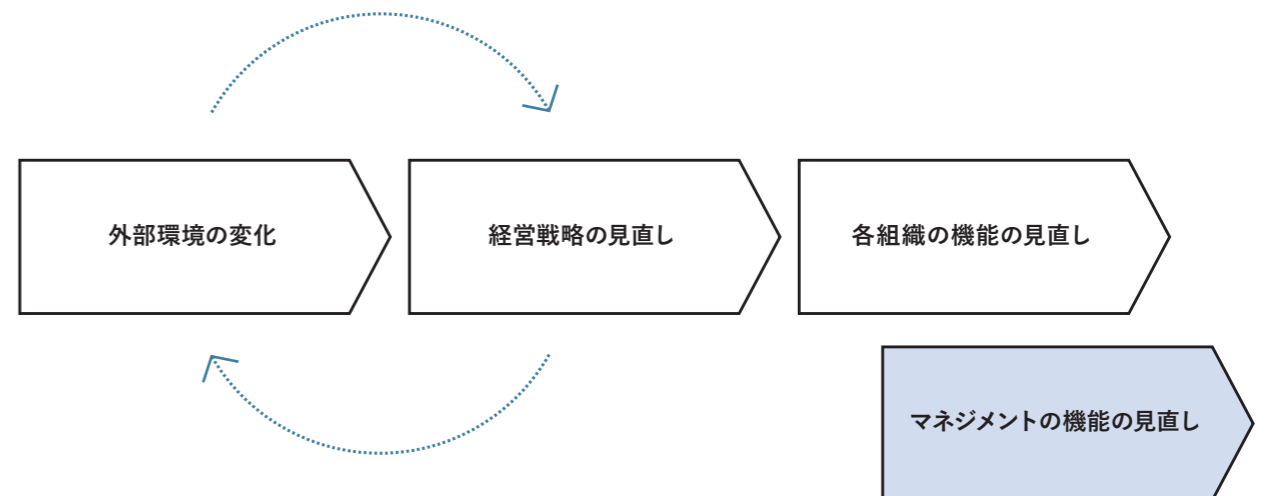 外部環境の変化
経営戦略の見直し
各組織の機能の見直し
マネジメントの機能の見直し